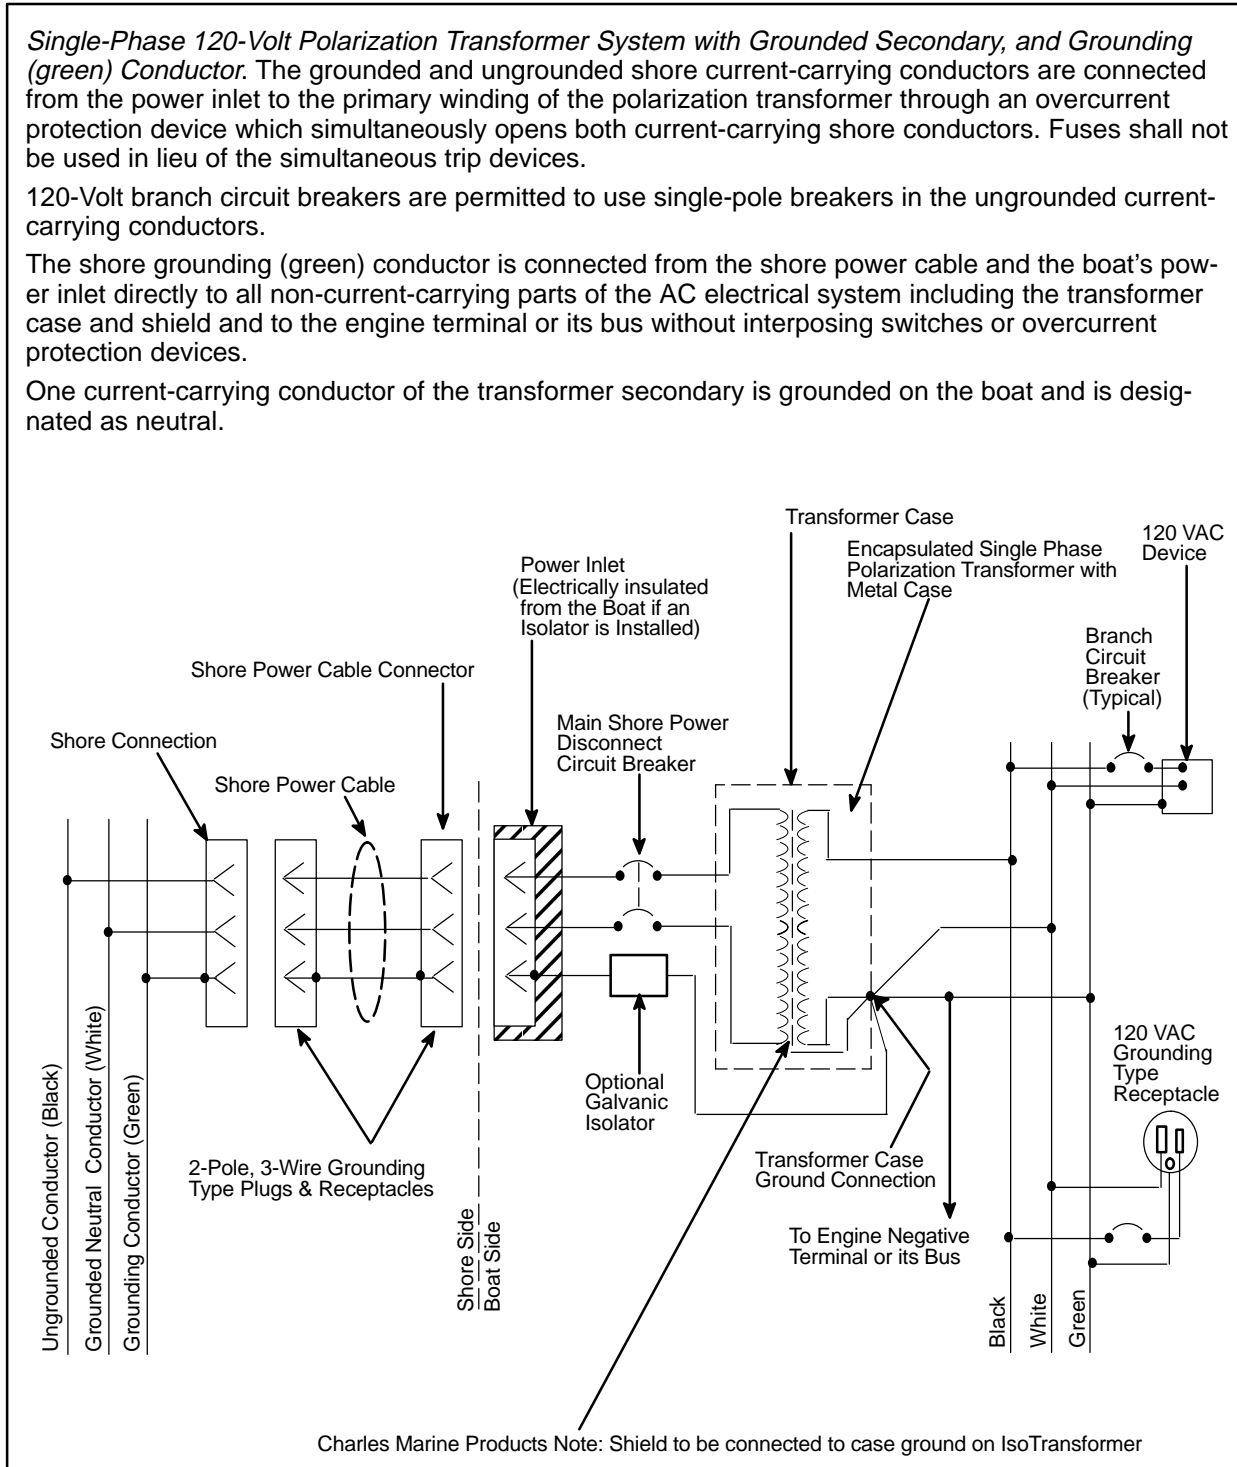 Single-Phase 120-Volt Polarization Transformer System with Grounded Secondary, and Grounding
(green) Conductor. The grounded and ungrounded shore current-carrying conductors are connected
from the power inlet to the primary winding of the polarization transformer through an overcurrent
protection device which simultaneously opens both current-carrying shore conductors. Fuses shall not
be used in lieu of the simultaneous trip devices.
120-Volt branch circuit breakers are permitted to use single-pole breakers in the ungrounded current-
carrying conductors.
The shore grounding (green) conductor is connected from the shore power cable and the boat's pow-
er inlet directly to all non-current-carrying parts of the AC electrical system including the transformer
case and shield and to the engine terminal or its bus without interposing switches or overcurrent
protection devices.
One current-carrying conductor of the transformer secondary is grounded on the boat and is desig-
nated as neutral.
Transformer Case
Encapsulated Single Phase
Polarization Transformer with
Metal Case
120 VAC
Device
Power Inlet
(Electrically insulated
from the Boat if an
Isolator is Installed)
Branch
Circuit
Breaker
(Typical)
Shore Power Cable Connector
Main Shore Power
Disconnect
Circuit Breaker
Shore Connection
Shore Power Cable
Ungrounded Conductor (Black)
Grounded Neutral Conductor (White)
Grounding Conductor (Green)
2-Pole, 3-Wire Grounding
Type Plugs & Receptacles
Shore Side
Boat Side
Optional
Galvanic
Isolator
Transformer Case
Ground Connection
To Engine Negative
Terminal or its Bus
120 VAC
Grounding
Type
Receptacle
Black
White
Green
Charles Marine Products Note: Shield to be connected to case ground on IsoTransformer